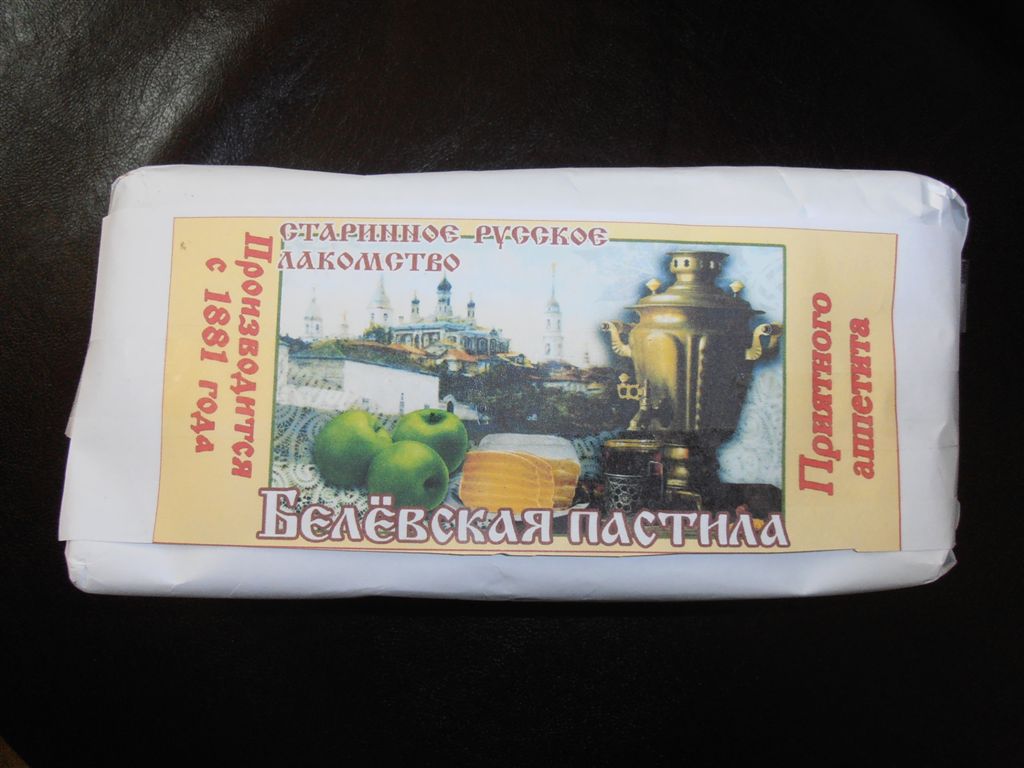 СТАРИННОЕ РУССКОЕ
ЛАКОМСТВО
Производится
с 1881 года
Приятного
аппетита
БЕЛЁВСКАЯ ПАСТИЛА